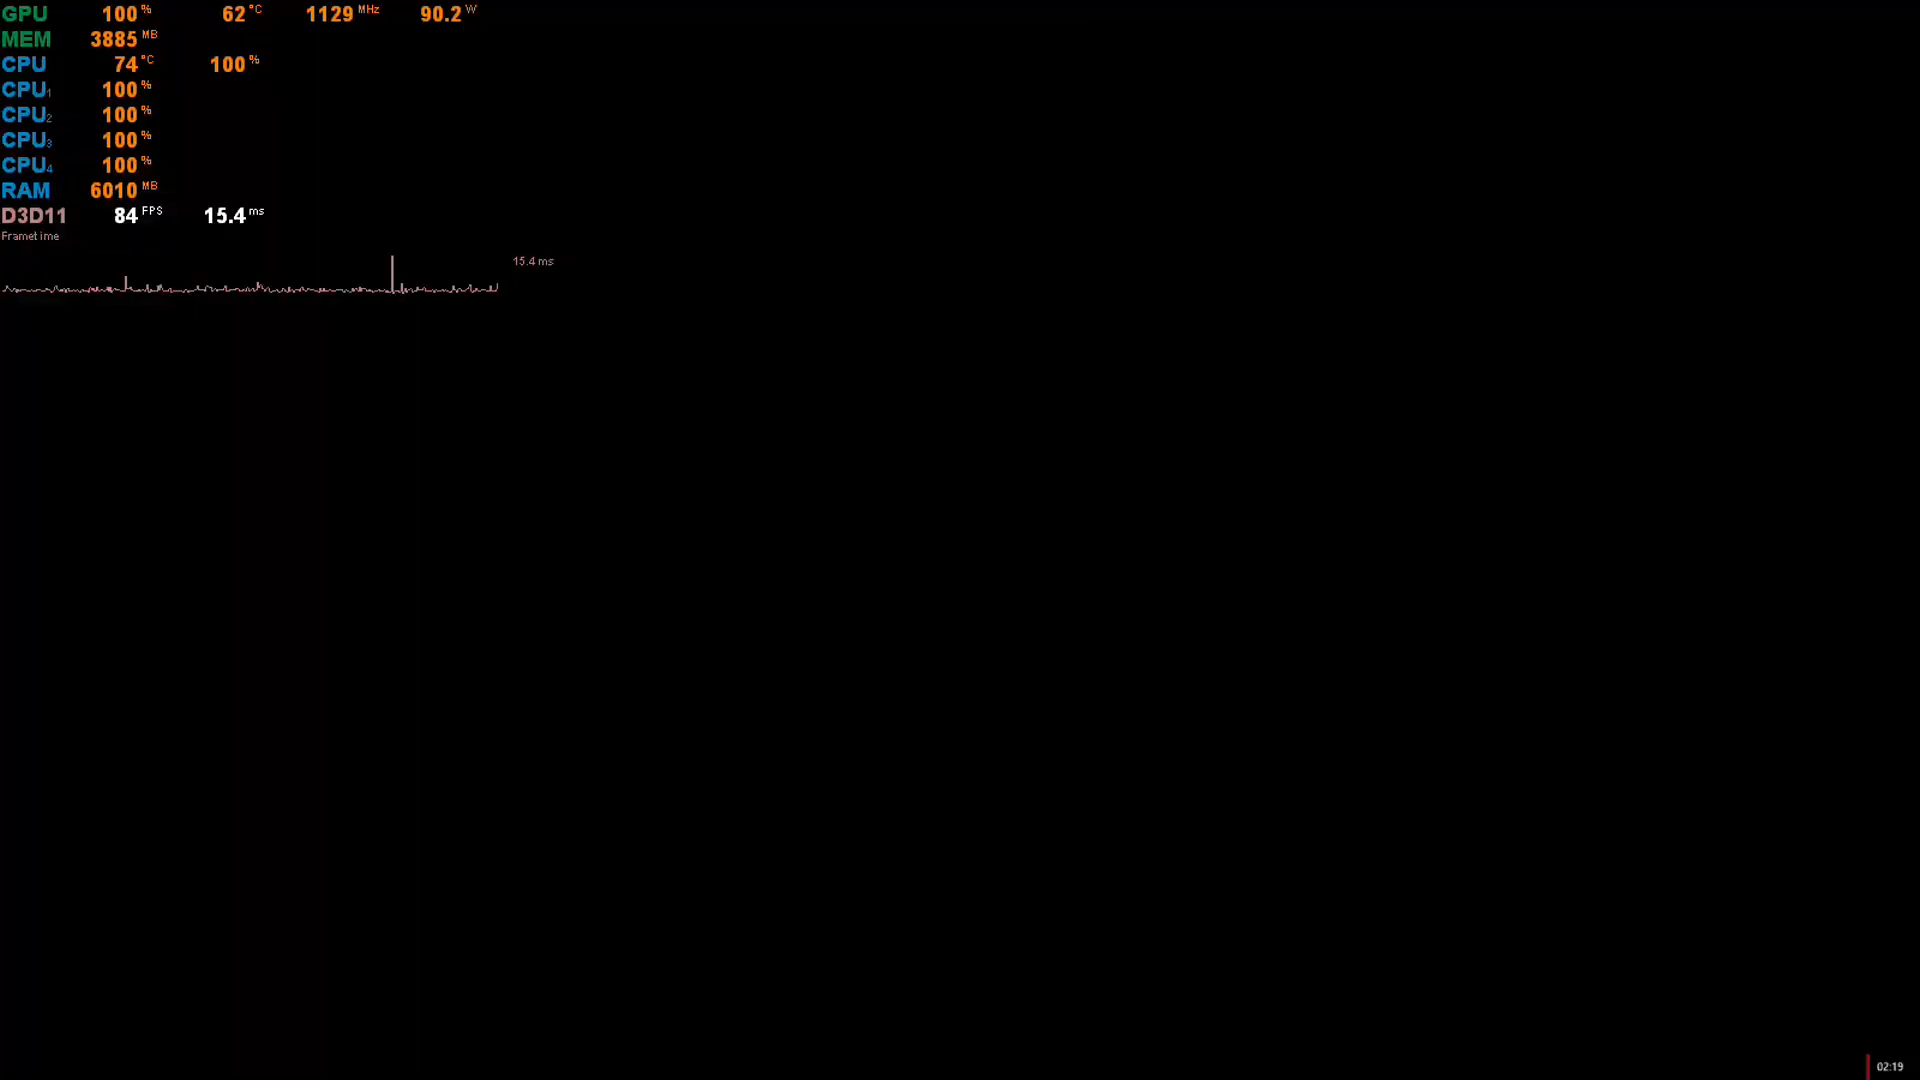 GPU 100 % 62 °C 1129 MHz 90.2 W
MEM 3885 MB
CPU 74 °C 100 %
CPU1 100 %
CPU2 100 %
CPU3 100 %
CPU4 100 %
RAM 6010 MB
D3D11 84 FPS 15.4 ms
Frametime
15.4 ms
02:19